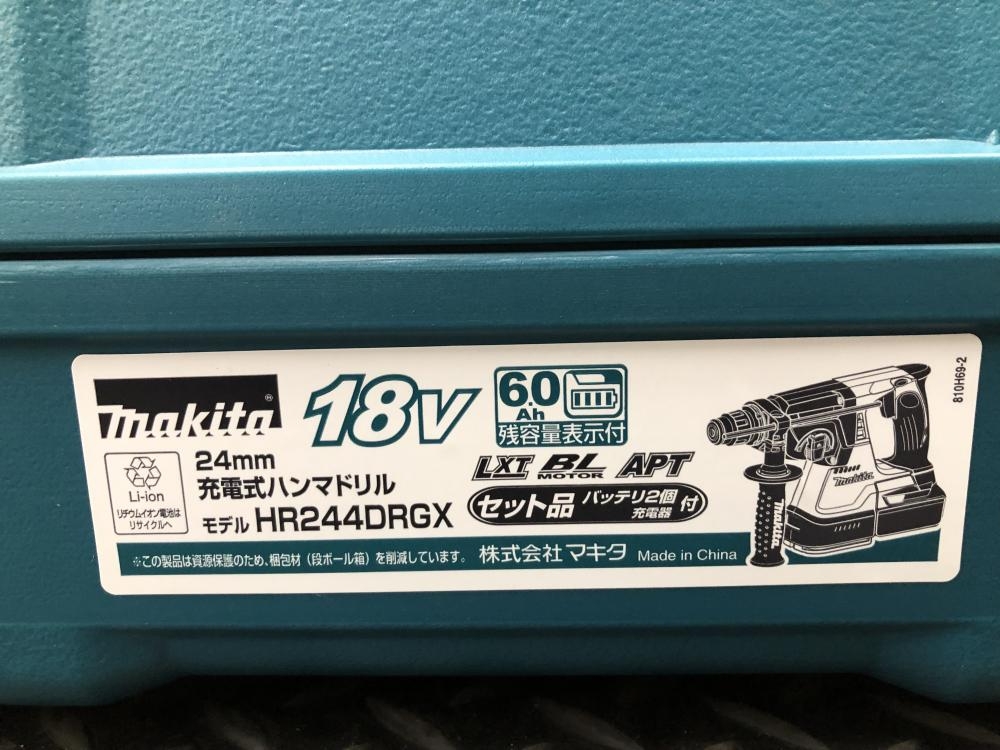 makita®
18V
6.0
Ah
残容量表示付
Li-ion
リチウムイオン電池は
リサイクルへ
24mm
充電式ハンマドリル
モデル HR244DRGX
LXT BL MOTOR APT
セット品 バッテリ2個 充電器 付
※この製品は資源保護のため、梱包材（段ボール箱）を削減しています。 株式会社マキタ Made in China
makita
makita
810H69-2